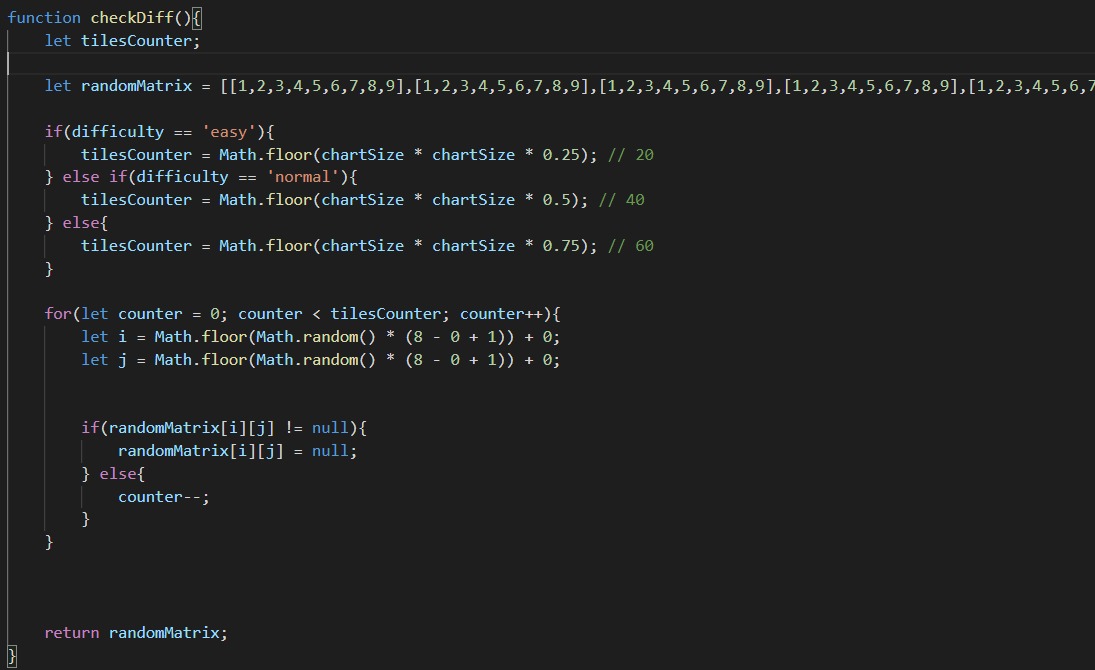 function checkDiff(){
    let tilesCounter;
    let randomMatrix = [[1,2,3,4,5,6,7,8,9],[1,2,3,4,5,6,7,8,9],[1,2,3,4,5,6,7,8,9],[1,2,3,4,5,6,7,8,9],[1,2,3,4,5,6,7
    if(difficulty == 'easy'){
        tilesCounter = Math.floor(chartSize * chartSize * 0.25); // 20
    } else if(difficulty == 'normal'){
        tilesCounter = Math.floor(chartSize * chartSize * 0.5); // 40
    } else{
        tilesCounter = Math.floor(chartSize * chartSize * 0.75); // 60
    }
    for(let counter = 0; counter < tilesCounter; counter++){
        let i = Math.floor(Math.random() * (8 - 0 + 1)) + 0;
        let j = Math.floor(Math.random() * (8 - 0 + 1)) + 0;
        if(randomMatrix[i][j] != null){
            randomMatrix[i][j] = null;
        } else{
            counter--;
        }
    }
    return randomMatrix;
}